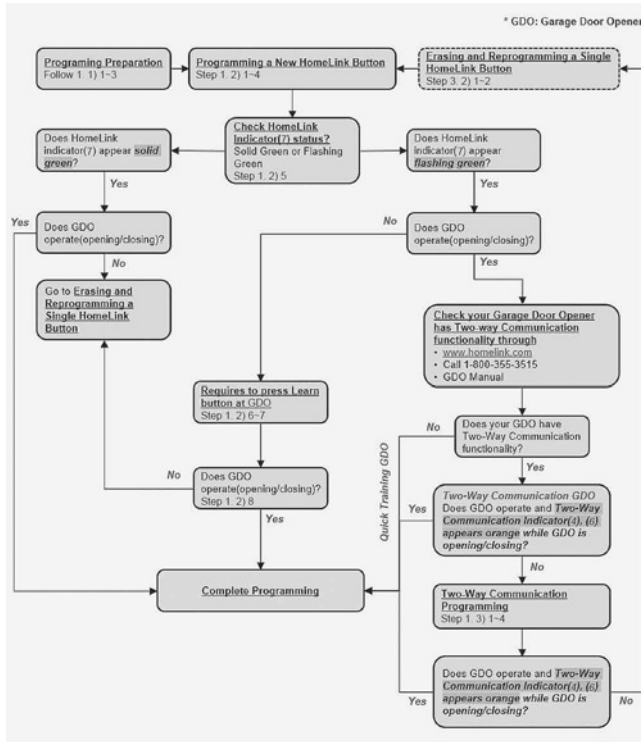 * GDO: Garage Door Opener
Programing Preparation
Follow 1. 1) 1~3
Programming a New HomeLink Button
Step 1. 2) 1~4
Erasing and Reprogramming a Single
HomeLink Button
Step 3. 2) 1~2
Check HomeLink
Indicator(7) status?
Solid Green or Flashing
Green
Step 1. 2) 5
Does HomeLink
indicator(7) appear solid
green?
Does HomeLink
indicator(7) appear
flashing green?
Yes
Yes
Yes
No
Does GDO
operate(opening/closing)?
Does GDO
operate(opening/closing)?
No
Yes
Go to Erasing and
Reprogramming a
Single HomeLink
Button
Check your Garage Door Opener
has Two-way Communication
functionality through
• www.homelink.com
• Call 1-800-355-3515
• GDO Manual
Requires to press Learn
button at GDO
Step 1. 2) 6~7
No
Does your GDO have
Two-Way Communication
functionality?
No
Does GDO
operate(opening/closing)?
Step 1. 2) 8
Quick Training GDO
Yes
Yes
Two-Way Communication GDO
Does GDO operate and Two-Way
Communication Indicator(4), (6)
appears orange while GDO is
opening/closing?
Yes
No
Complete Programming
Two-Way Communication
Programming
Step 1. 3) 1~4
Does GDO operate and Two-Way
Communication Indicator(4), (6)
appears orange while GDO is
opening/closing?
Yes
No